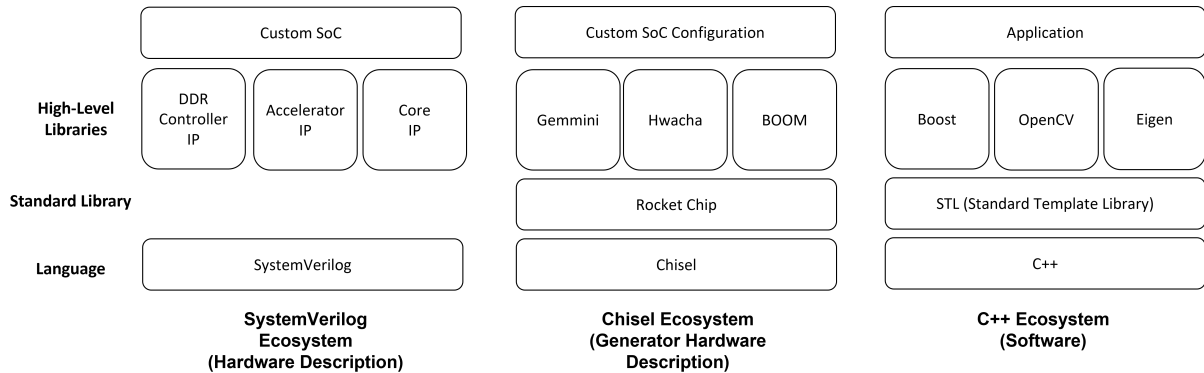 Custom SoC
Custom SoC Configuration
Application
High-Level
Libraries
DDR
Controller
IP
Accelerator
IP
Core
IP
Gemmini
Hwacha
BOOM
Boost
OpenCV
Eigen
Standard Library
Rocket Chip
STL (Standard Template Library)
Language
SystemVerilog
Chisel
C++
SystemVerilog
Ecosystem
(Hardware Description)
Chisel Ecosystem
(Generator Hardware
Description)
C++ Ecosystem
(Software)